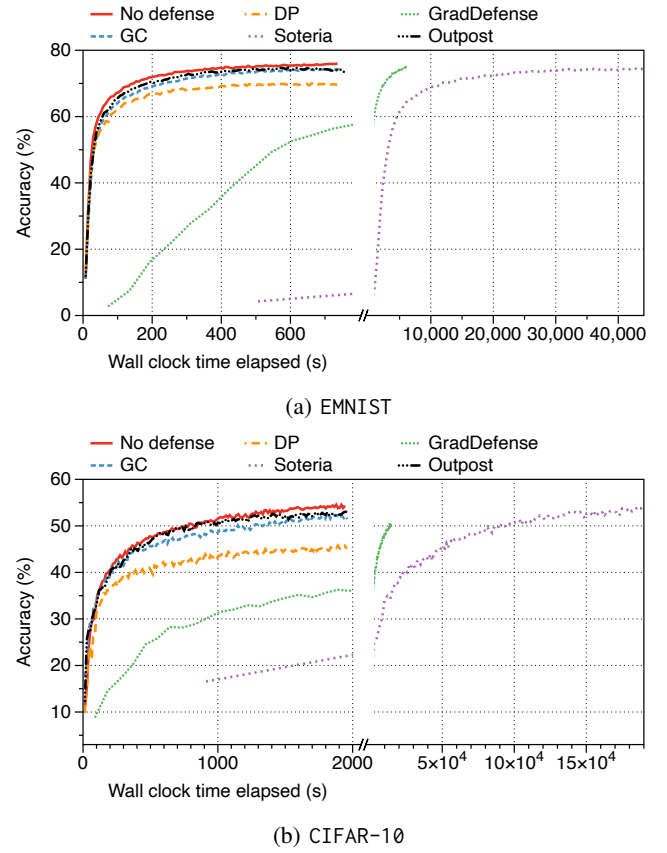 No defense DP GradDefense
GC Soteria Outpost
80
60
40
20
0
Accuracy (%)
0 200 400 600 // 10,000 20,000 30,000 40,000
Wall clock time elapsed (s)
(a) EMNIST
No defense DP GradDefense
GC Soteria Outpost
60
50
40
30
20
10
Accuracy (%)
0 1000 2000 // 5×10⁴ 10×10⁴ 15×10⁴
Wall clock time elapsed (s)
(b) CIFAR-10